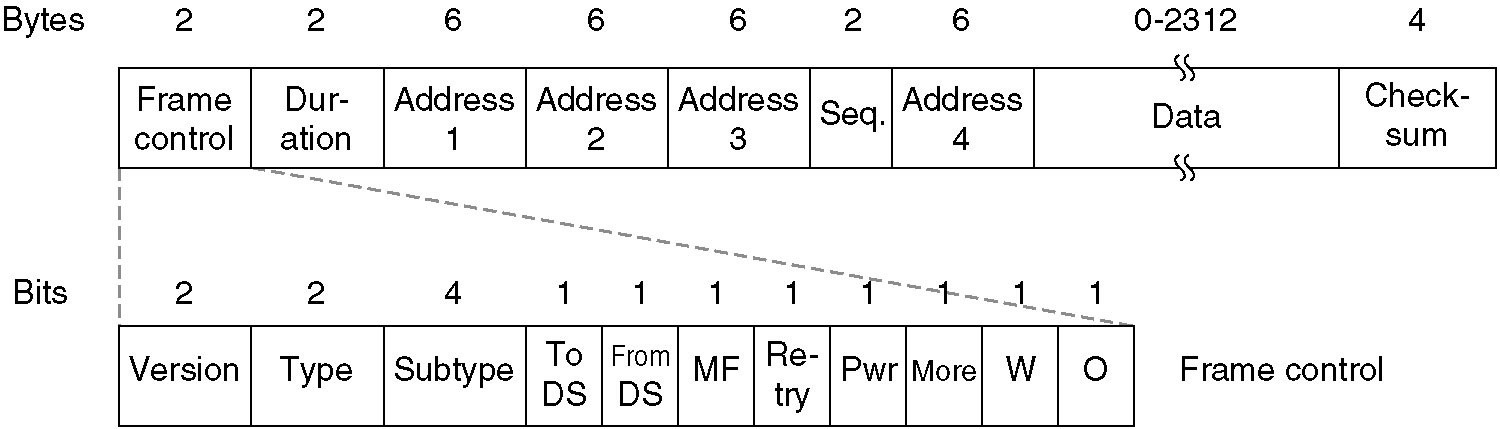 Bytes 2 2 6 6 6 2 6 0-2312 4
Frame control Dur-ation Address 1 Address 2 Address 3 Seq. Address 4 Data Check-sum
Bits 2 2 4 1 1 1 1 1 1 1 1
Version Type Subtype To DS From DS MF Re-try Pwr More W O Frame control